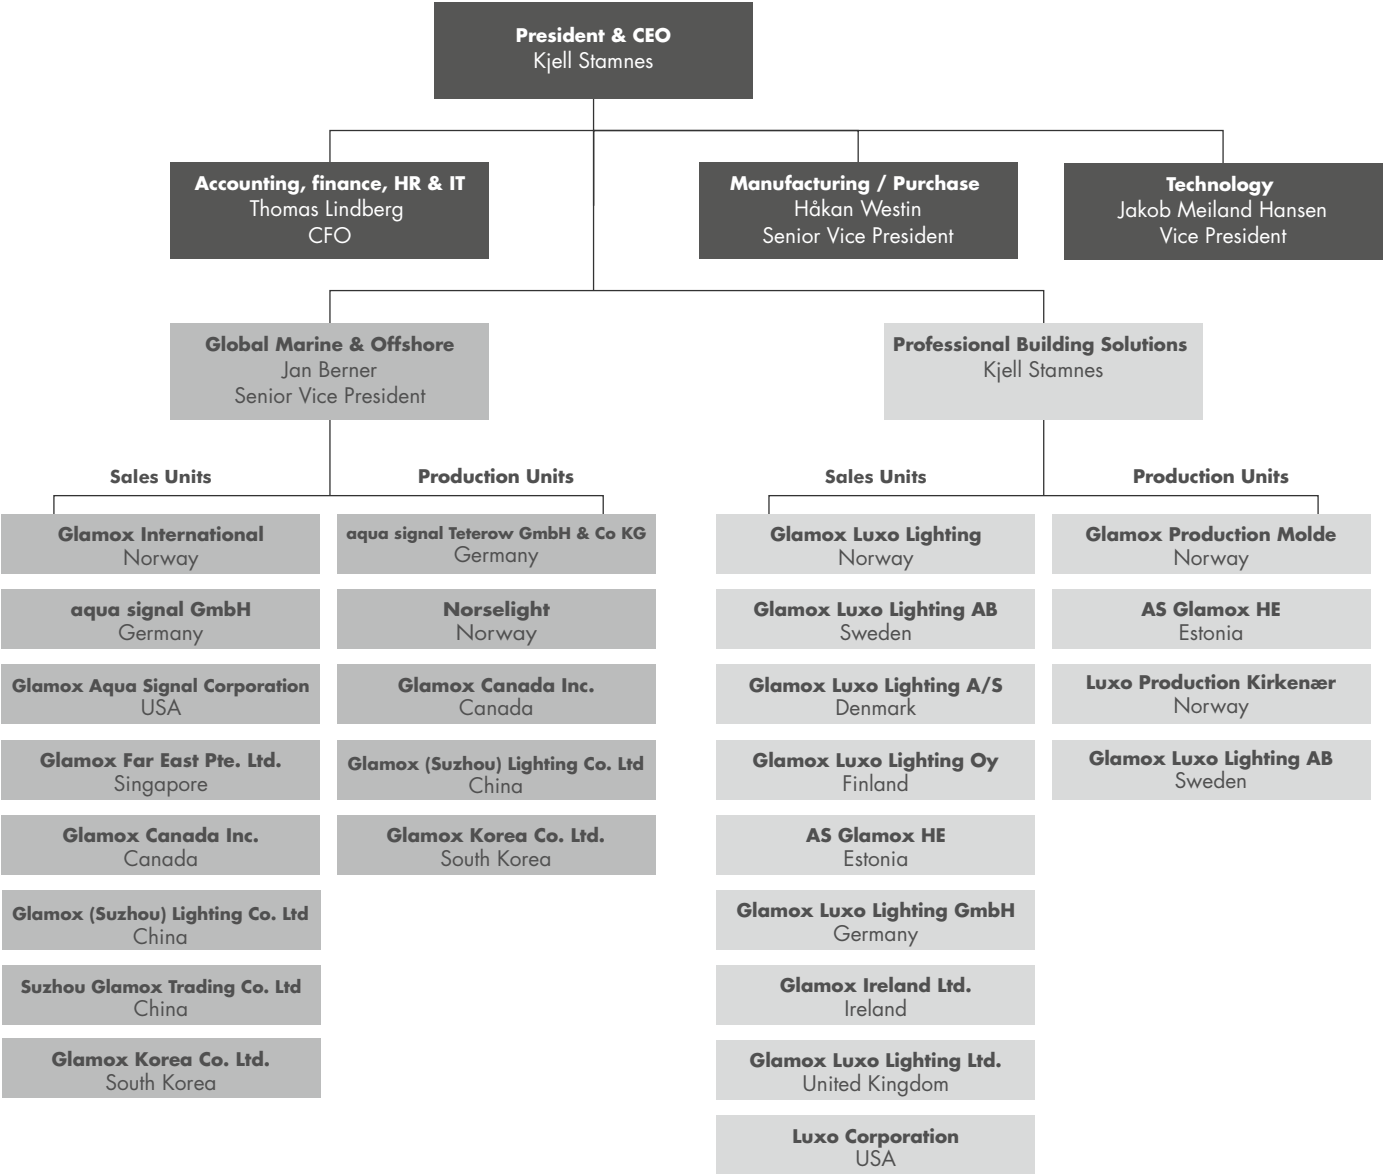 President & CEO
Kjell Stamnes
Accounting, finance, HR & IT
Thomas Lindberg
CFO
Manufacturing / Purchase
Håkan Westin
Senior Vice President
Technology
Jakob Meiland Hansen
Vice President
Global Marine & Offshore
Jan Berner
Senior Vice President
Professional Building Solutions
Kjell Stamnes
Sales Units
Glamox International
Norway
aqua signal GmbH
Germany
Glamox Aqua Signal Corporation
USA
Glamox Far East Pte. Ltd.
Singapore
Glamox Canada Inc.
Canada
Glamox (Suzhou) Lighting Co. Ltd
China
Suzhou Glamox Trading Co. Ltd
China
Glamox Korea Co. Ltd.
South Korea
Production Units
aqua signal Teterow GmbH & Co KG
Germany
Norselight
Norway
Glamox Canada Inc.
Canada
Glamox (Suzhou) Lighting Co. Ltd
China
Glamox Korea Co. Ltd.
South Korea
Sales Units
Glamox Luxo Lighting
Norway
Glamox Luxo Lighting AB
Sweden
Glamox Luxo Lighting A/S
Denmark
Glamox Luxo Lighting Oy
Finland
AS Glamox HE
Estonia
Glamox Luxo Lighting GmbH
Germany
Glamox Ireland Ltd.
Ireland
Glamox Luxo Lighting Ltd.
United Kingdom
Luxo Corporation
USA
Production Units
Glamox Production Molde
Norway
AS Glamox HE
Estonia
Luxo Production Kirkenær
Norway
Glamox Luxo Lighting AB
Sweden